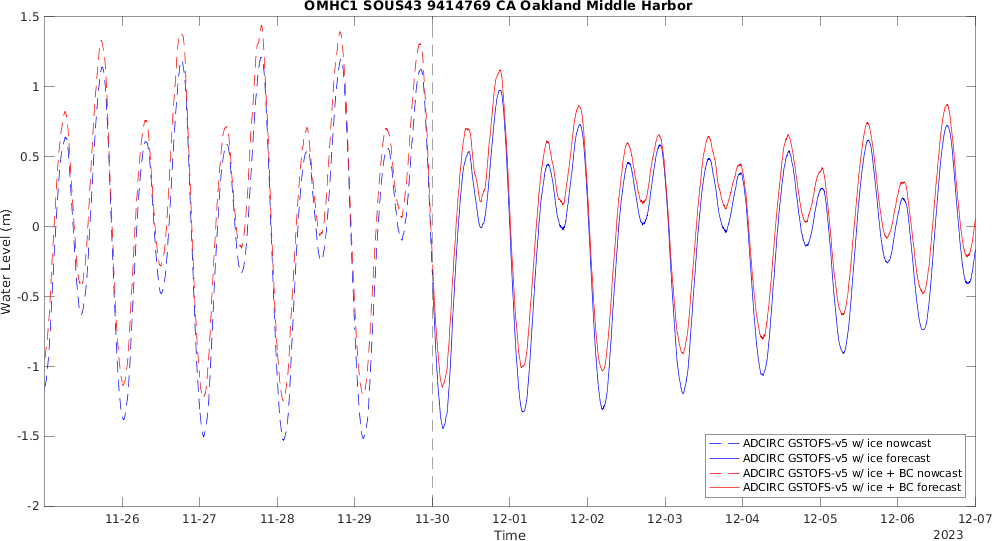 OMHC1 SOUS43 9414769 CA Oakland Middle Harbor
1.5
1
0.5
0
-0.5
-1
-1.5
-2
Water Level (m)
11-26 11-27 11-28 11-29 11-30 12-01 12-02 12-03 12-04 12-05 12-06 12-07
Time
2023
ADCIRC GSTOFS-v5 w/ ice nowcast
ADCIRC GSTOFS-v5 w/ ice forecast
ADCIRC GSTOFS-v5 w/ ice + BC nowcast
ADCIRC GSTOFS-v5 w/ ice + BC forecast